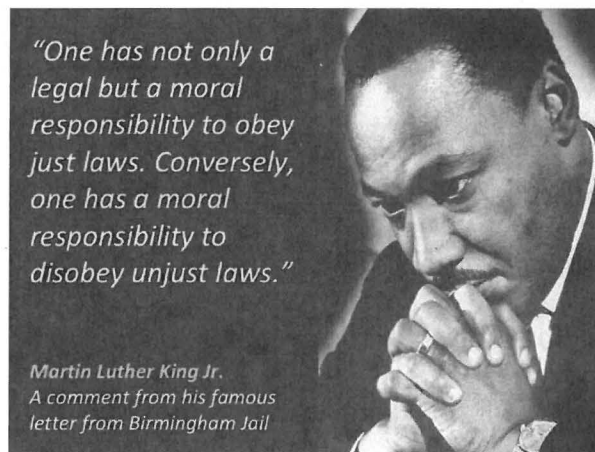 “One has not only a
legal but a moral
responsibility to obey
just laws. Conversely,
one has a moral
responsibility to
disobey unjust laws.”
Martin Luther King Jr.
A comment from his famous
letter from Birmingham Jail